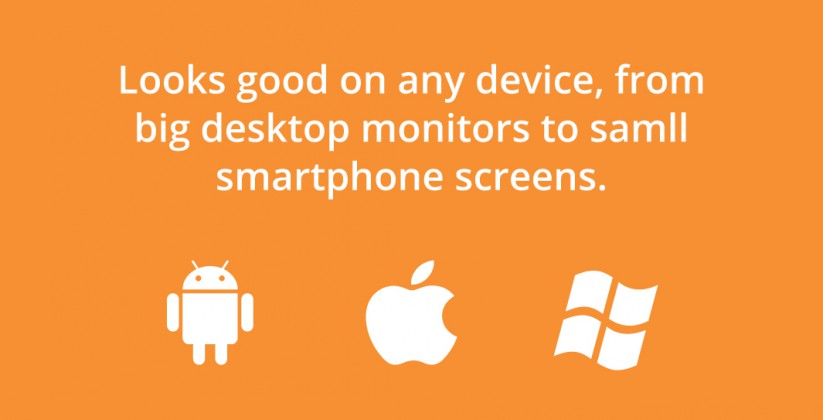 Looks good on any device, from
big desktop monitors to samll
smartphone screens.